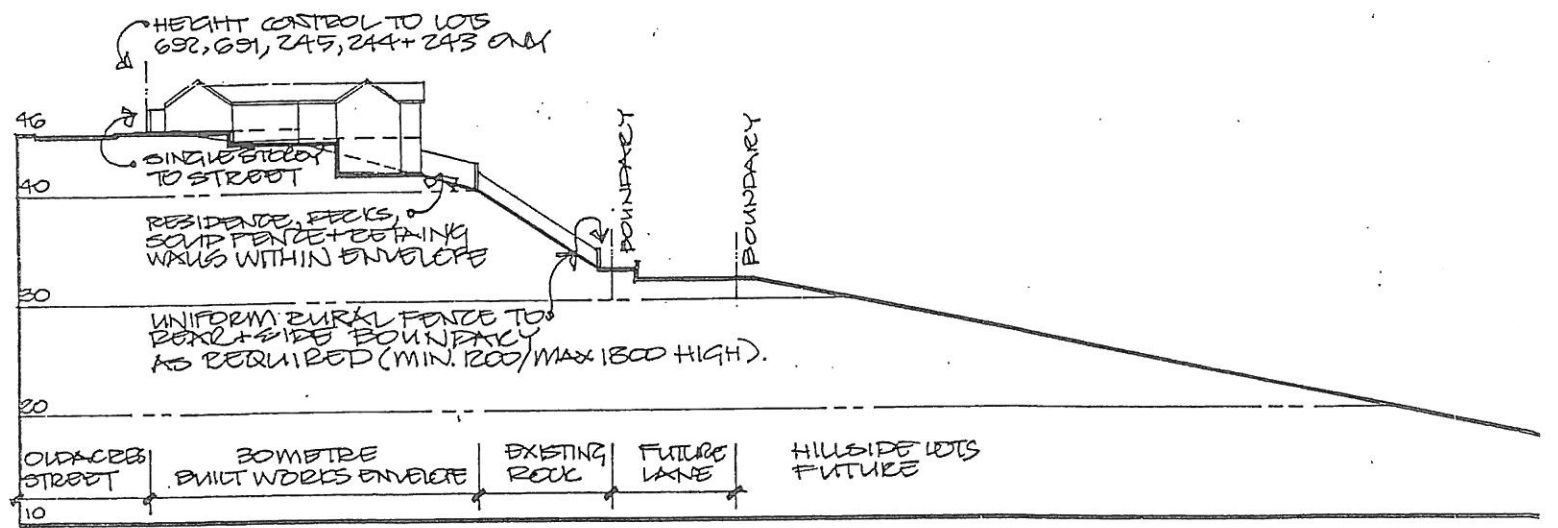 HEIGHT CONTROL TO LOTS
692, 691, 245, 244 + 243 ONLY
46
SINGLE STOREY
TO STREET
40
RESIDENCE, DECKS,
SOLID FENCE + RETAING
WALLS WITHIN ENVELOPE
BOUNDARY
BOUNDARY
30
UNIFORM RURAL FENCE TO
REAR + SIDE BOUNDARY
AS REQUIRED (MIN. 1200/MAX 1800 HIGH).
20
OLDACRES
STREET
30 METRE
BUILT WORKS ENVELOPE
EXISTING
ROCK
FUTURE
LANE
HILLSIDE LOTS
FUTURE
10